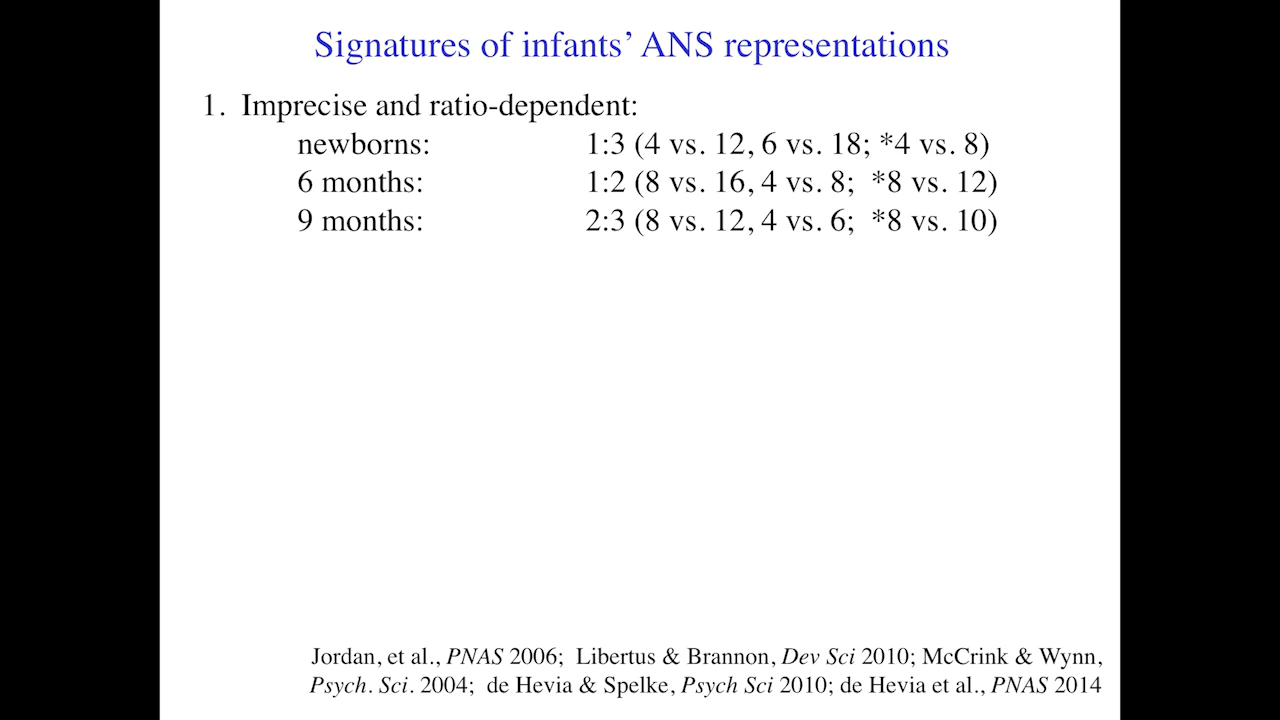 Signatures of infants’ ANS representations
1. Imprecise and ratio-dependent:
newborns: 1:3 (4 vs. 12, 6 vs. 18; *4 vs. 8)
6 months: 1:2 (8 vs. 16, 4 vs. 8; *8 vs. 12)
9 months: 2:3 (8 vs. 12, 4 vs. 6; *8 vs. 10)
Jordan, et al., PNAS 2006; Libertus & Brannon, Dev Sci 2010; McCrink & Wynn,
Psych. Sci. 2004; de Hevia & Spelke, Psych Sci 2010; de Hevia et al., PNAS 2014